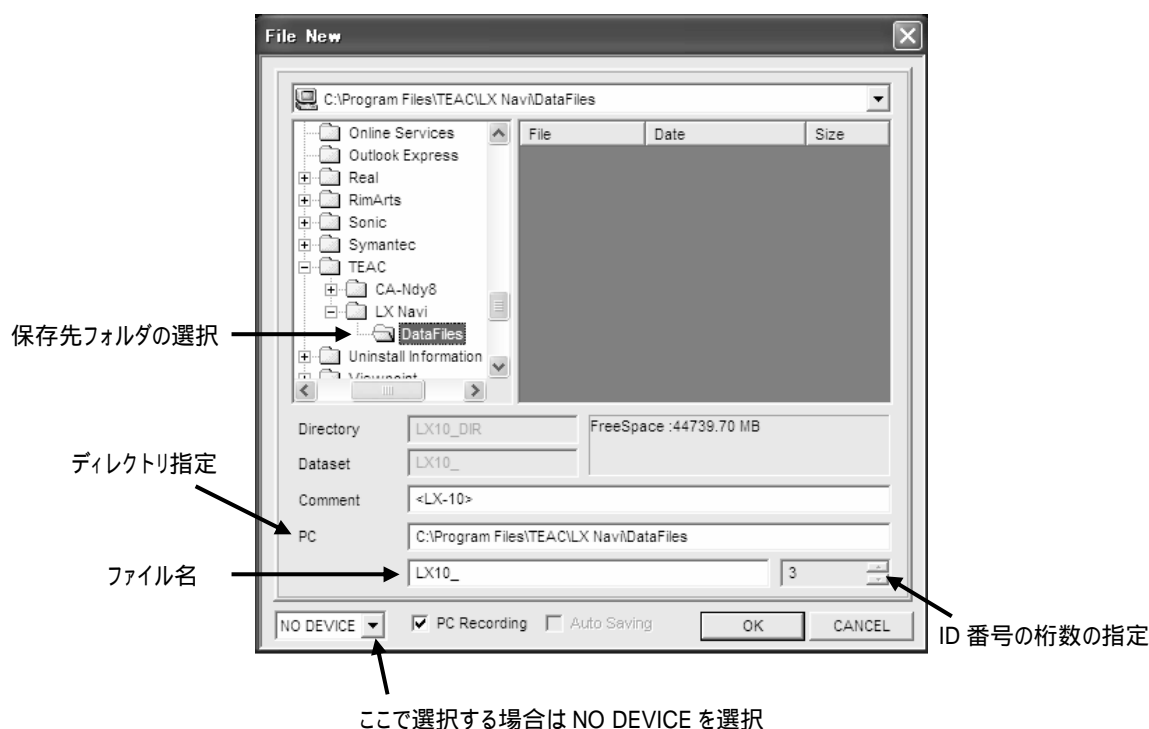 File New
C:\Program Files\TEAC\LX Navi\DataFiles
Online Services
Outlook Express
Real
RimArts
Sonic
Symantec
TEAC
CA-Ndy8
LX Navi
DataFiles
Uninstall Information
Viewpoint
File Date Size
保存先フォルダの選択
Directory LX10_DIR FreeSpace :44739.70 MB
Dataset LX10_
ディレクトリ指定
Comment <LX-10>
PC C:\Program Files\TEAC\LX Navi\DataFiles
ファイル名
LX10_ 3
NO DEVICE PC Recording Auto Saving OK CANCEL
ID 番号の桁数の指定
ここで選択する場合は NO DEVICE を選択